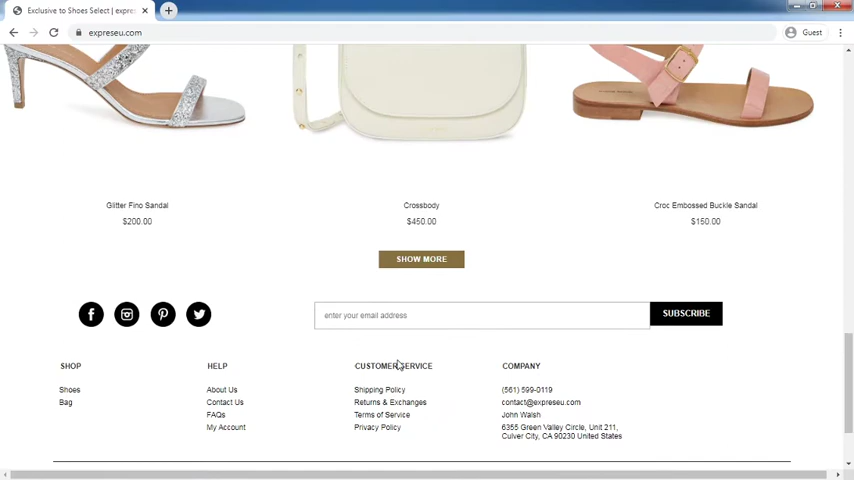 Exclusive to Shoes Select | expres
expreseu.com
Guest
Glitter Fino Sandal
Crossbody
Croc Embossed Buckle Sandal
$200.00
$450.00
$150.00
SHOW MORE
enter your email address
SUBSCRIBE
SHOP
HELP
CUSTOMER SERVICE
COMPANY
Shoes
About Us
Shipping Policy
(561) 599-0119
Bag
Contact Us
Returns & Exchanges
contact@expreseu.com
FAQs
Terms of Service
John Walsh
My Account
Privacy Policy
6355 Green Valley Circle, Unit 211,
Culver City, CA 90230 United States